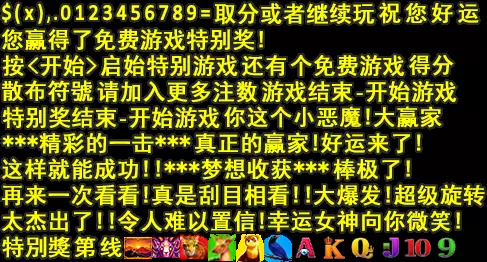 $(x),.0123456789=取分或者继续玩祝您好运
您赢得了免费游戏特别奖!
按<开始>启始特别游戏还有个免费游戏得分
散布符號请加入更多注数游戏结束-开始游戏
特别奖结束-开始游戏你这个小恶魔!大赢家
***精彩的一击***真正的赢家!好运来了!
这样就能成功!!***梦想收获***棒极了!
再来一次看看!真是刮目相看!!大爆发!超级旋转
太杰出了!!令人难以置信!幸运女神向你微笑!
特别獎第线 A K Q J 10 9